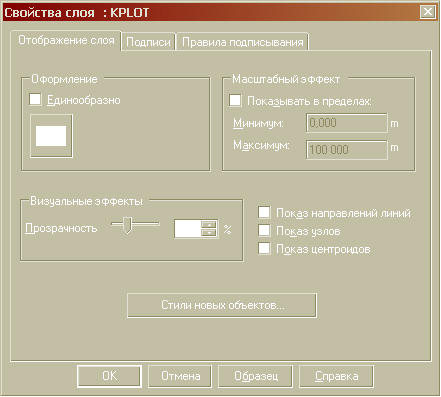 Свойства слоя : KPLOT
Отображение слоя Подписи Правила подписывания
Оформление
Единообразно
Масштабный эффект
Показывать в пределах:
Минимум: 0,000 m
Максимум: 100 000 m
Визуальные эффекты
Прозрачность %
Показ направлений линий
Показ узлов
Показ центроидов
Стили новых объектов...
OK Отмена Образец Справка